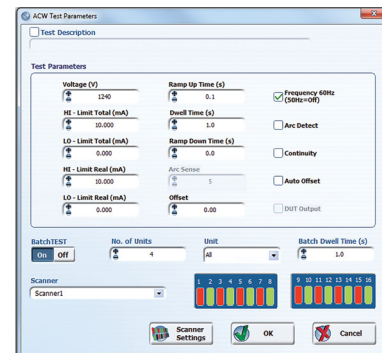 ACW Test Parameters
Test Description
Test Parameters
Voltage (V) Ramp Up Time (s)
1240 0.1 Frequency 60Hz
(50Hz=Off)
HI - Limit Total (mA) Dwell Time (s)
10.000 1.0 Arc Detect
LO - Limit Total (mA) Ramp Down Time (s)
0.000 0.0 Continuity
HI - Limit Real (mA) Arc Sense
10.000 5 Auto Offset
LO - Limit Real (mA) Offset
0.000 0.00 DUT Output
BatchTEST No. of Units Unit Batch Dwell Time (s)
On Off 4 All 1.0
Scanner 1 2 3 4 5 6 7 8 9 10 11 12 13 14 15 16
Scanner1
Scanner
Settings OK Cancel